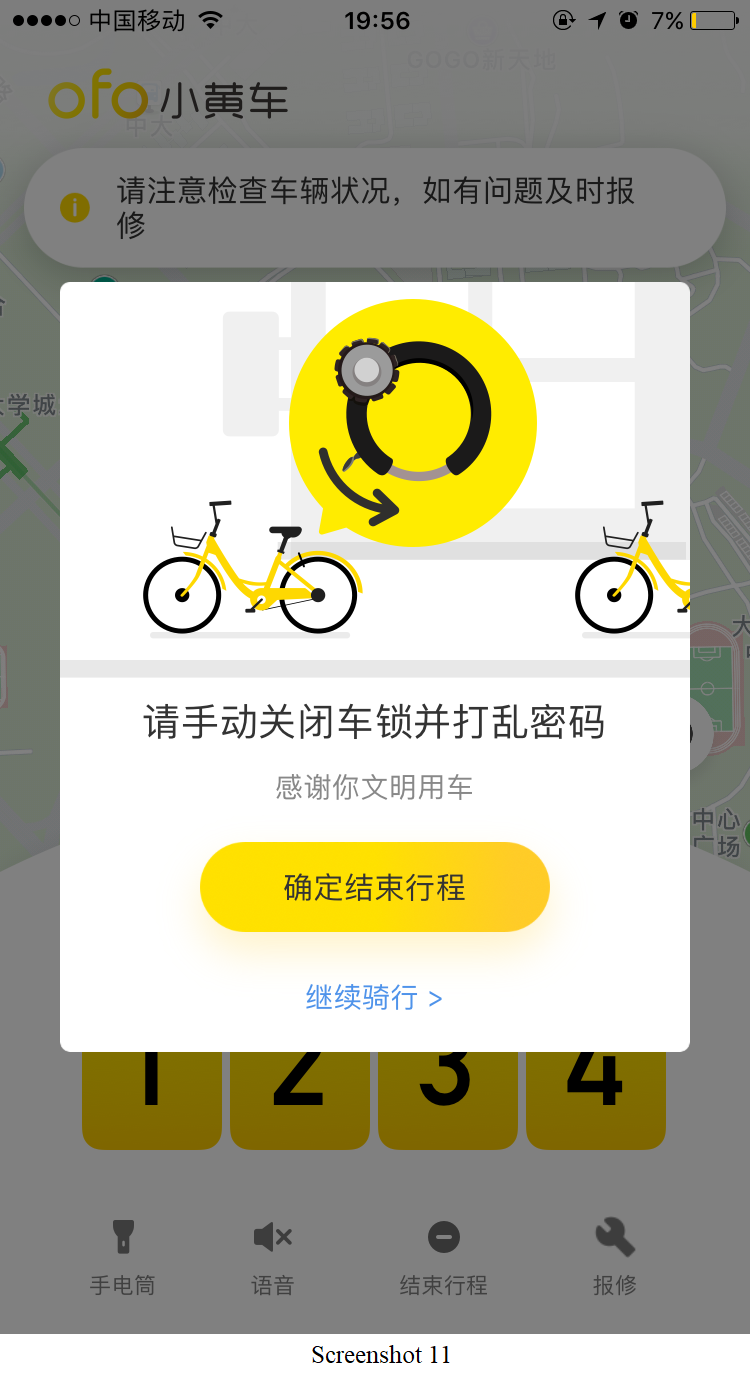 中国移动 19:56 7%
GOGO新天地
ofo小黄车
中大
请注意检查车辆状况，如有问题及时报
修
大学城
请手动关闭车锁并打乱密码
感谢你文明用车
确定结束行程
中心
广场
继续骑行 >
1 2 3 4
手电筒 语音 结束行程 报修
Screenshot 11